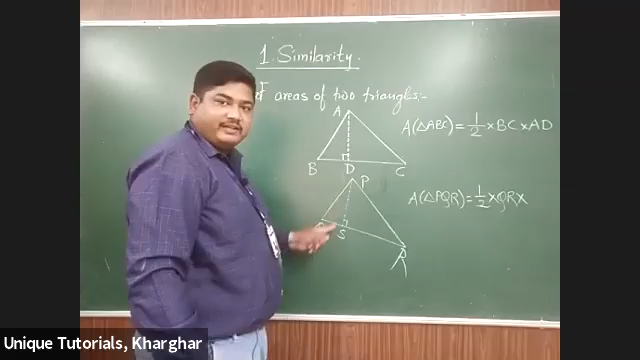 1. Similarity.
areas of two triangles:-
A
A(△ABC) = 1/2 × BC × AD
B D C
P
A(△PQR) = 1/2 × QR ×
S
R
Unique Tutorials, Kharghar